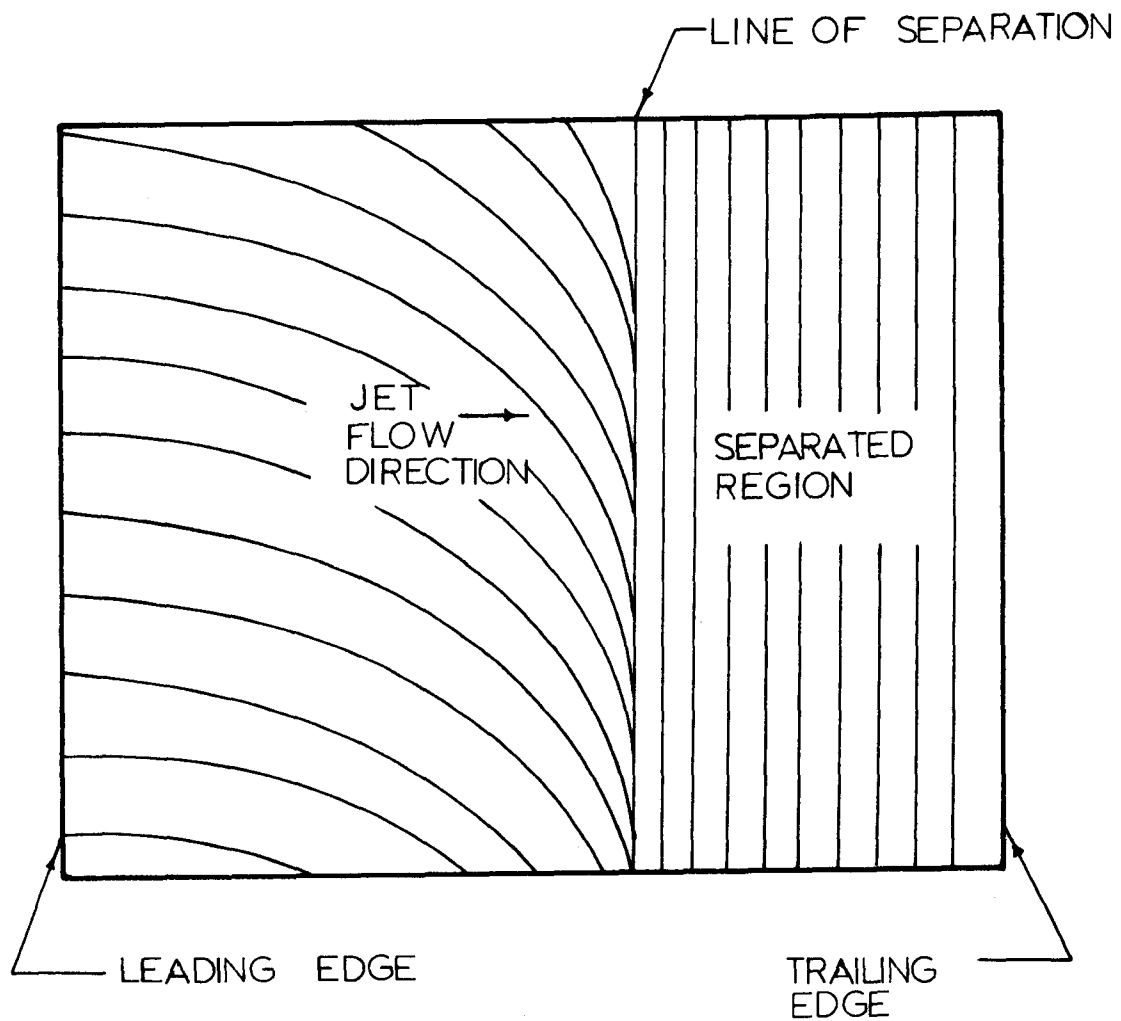 LINE OF SEPARATION
JET
FLOW
DIRECTION
SEPARATED
REGION
LEADING EDGE
TRAILING
EDGE